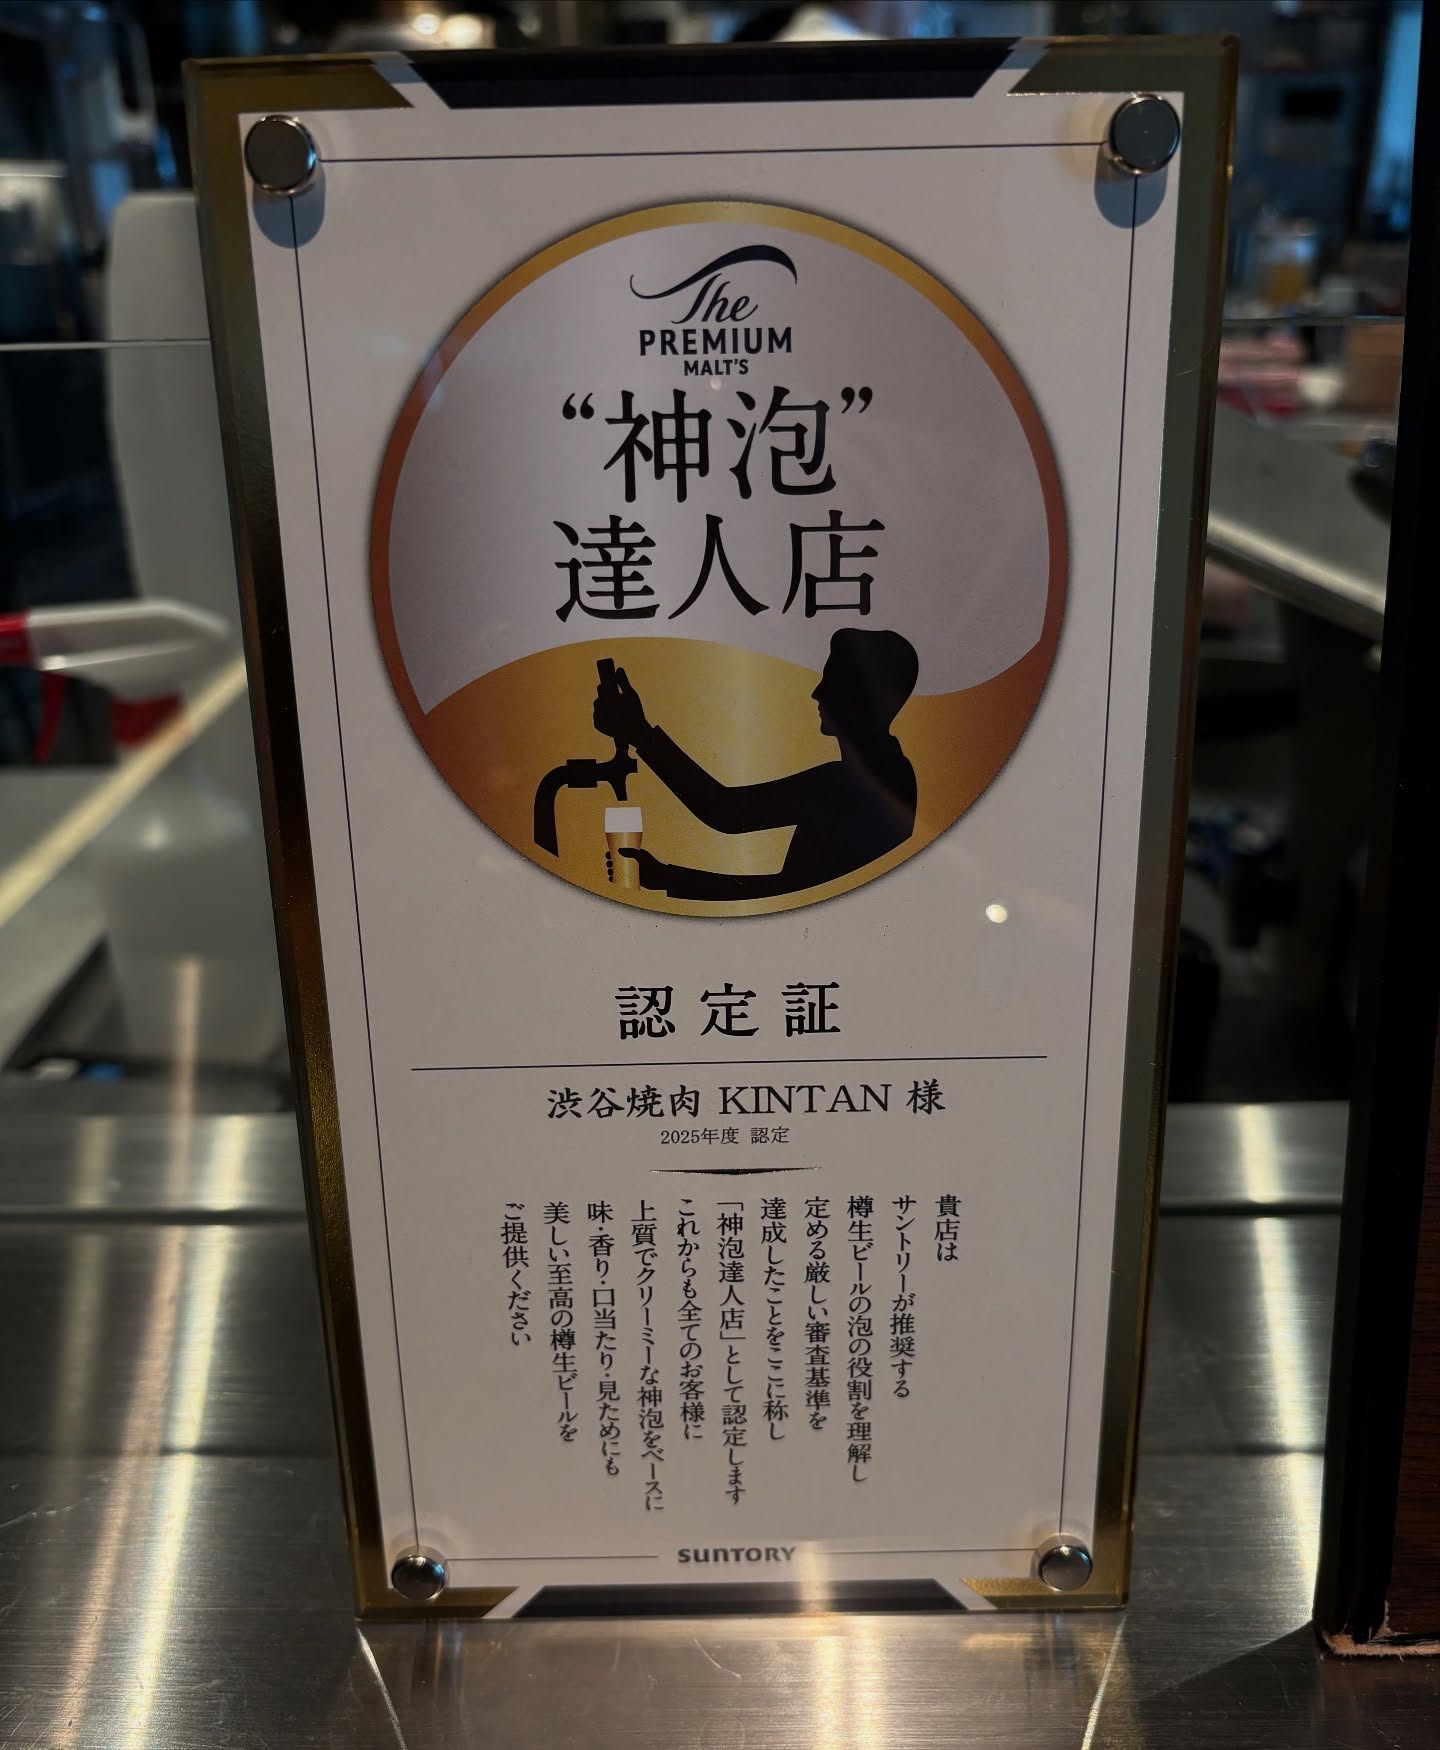 The
PREMIUM
MALT'S
“神泡”
達人店
認定証
渋谷焼肉 KINTAN 様
2025年度 認定
貴店は
サントリーが推奨する
樽生ビールの泡の役割を理解し
定める厳しい審査基準を
達成したことをここに称し
「神泡達人店」として認定します
これからも全てのお客様に
上質でクリーミーな神泡をベースに
味・香り・口当たり・見ためにも
美しい至高の樽生ビールを
ご提供ください
SUNTORY